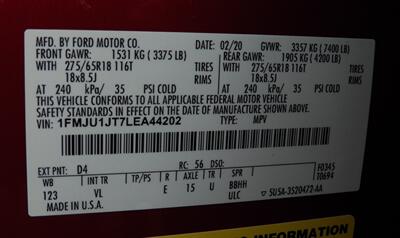 MFD. BY FORD MOTOR CO. 02/20 GVWR: 3357 KG (7400 LB)
FRONT GAWR: 1531 KG (3375 LB) REAR GAWR: 1905 KG (4200 LB)
275/65R18 116T TIRES 275/65R18 116T TIRES
18x8.5J RIMS 18x8.5J RIMS
AT 240 kPa/ 35 PSI COLD AT 240 kPa/ 35 PSI COLD
THIS VEHICLE CONFORMS TO ALL APPLICABLE FEDERAL MOTOR VEHICLE
SAFETY STANDARDS IN EFFECT ON THE DATE OF MANUFACTURE SHOWN ABOVE.
VIN: 1FMJU1JT7LEA44202 TYPE: MPV
EXT PNT: D4 RC: 56 DSO: F0345
WB INT TR TP/PS R AXLE TR SPR T0694
123 VL E 15 U BBHH
MADE IN U.S.A. ULC 5U5A-3520472-AA
INFORMATION